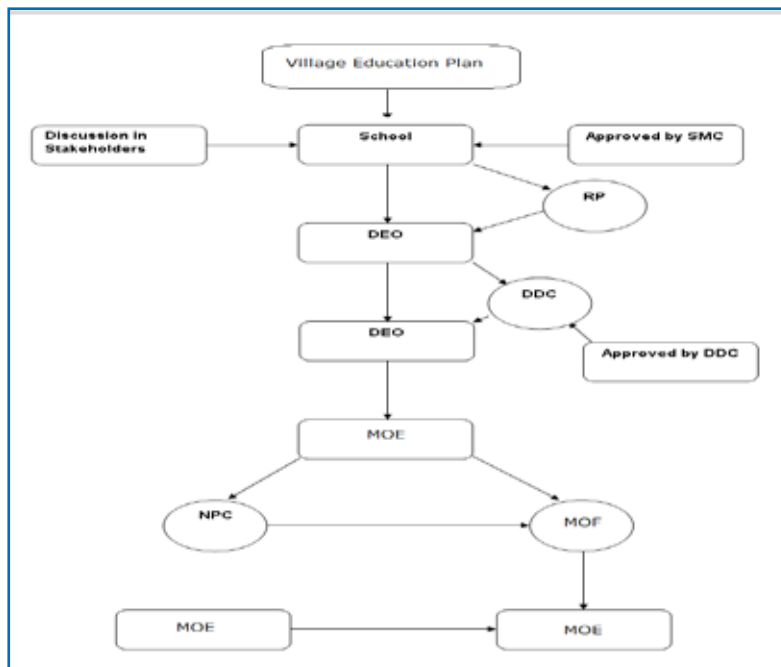 Village Education Plan
Discussion in
Stakeholders
School
Approved by SMC
RP
DEO
DDC
DEO
Approved by DDC
MOE
NPC
MOF
MOE
MOE